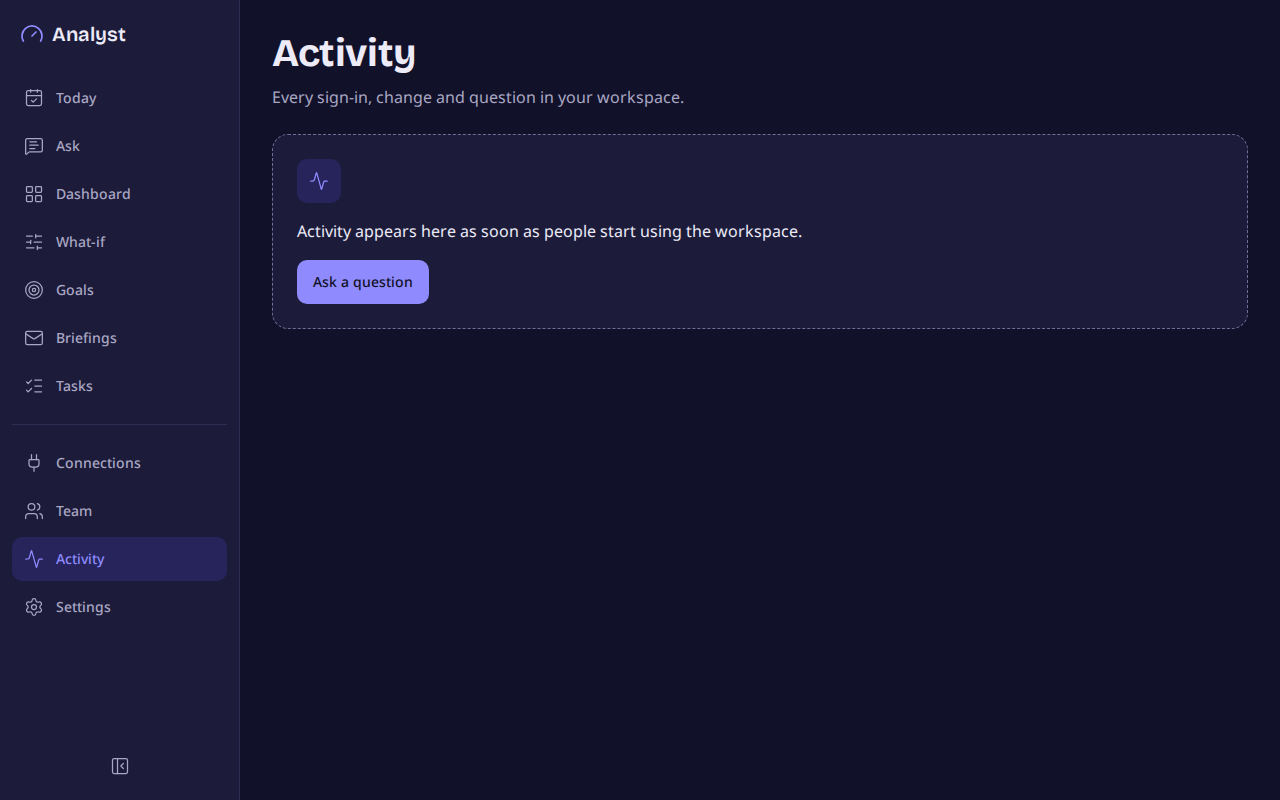 Analyst
Today
Ask
Dashboard
What-if
Goals
Briefings
Tasks
Connections
Team
Activity
Settings
Activity
Every sign-in, change and question in your workspace.
Activity appears here as soon as people start using the workspace.
Ask a question